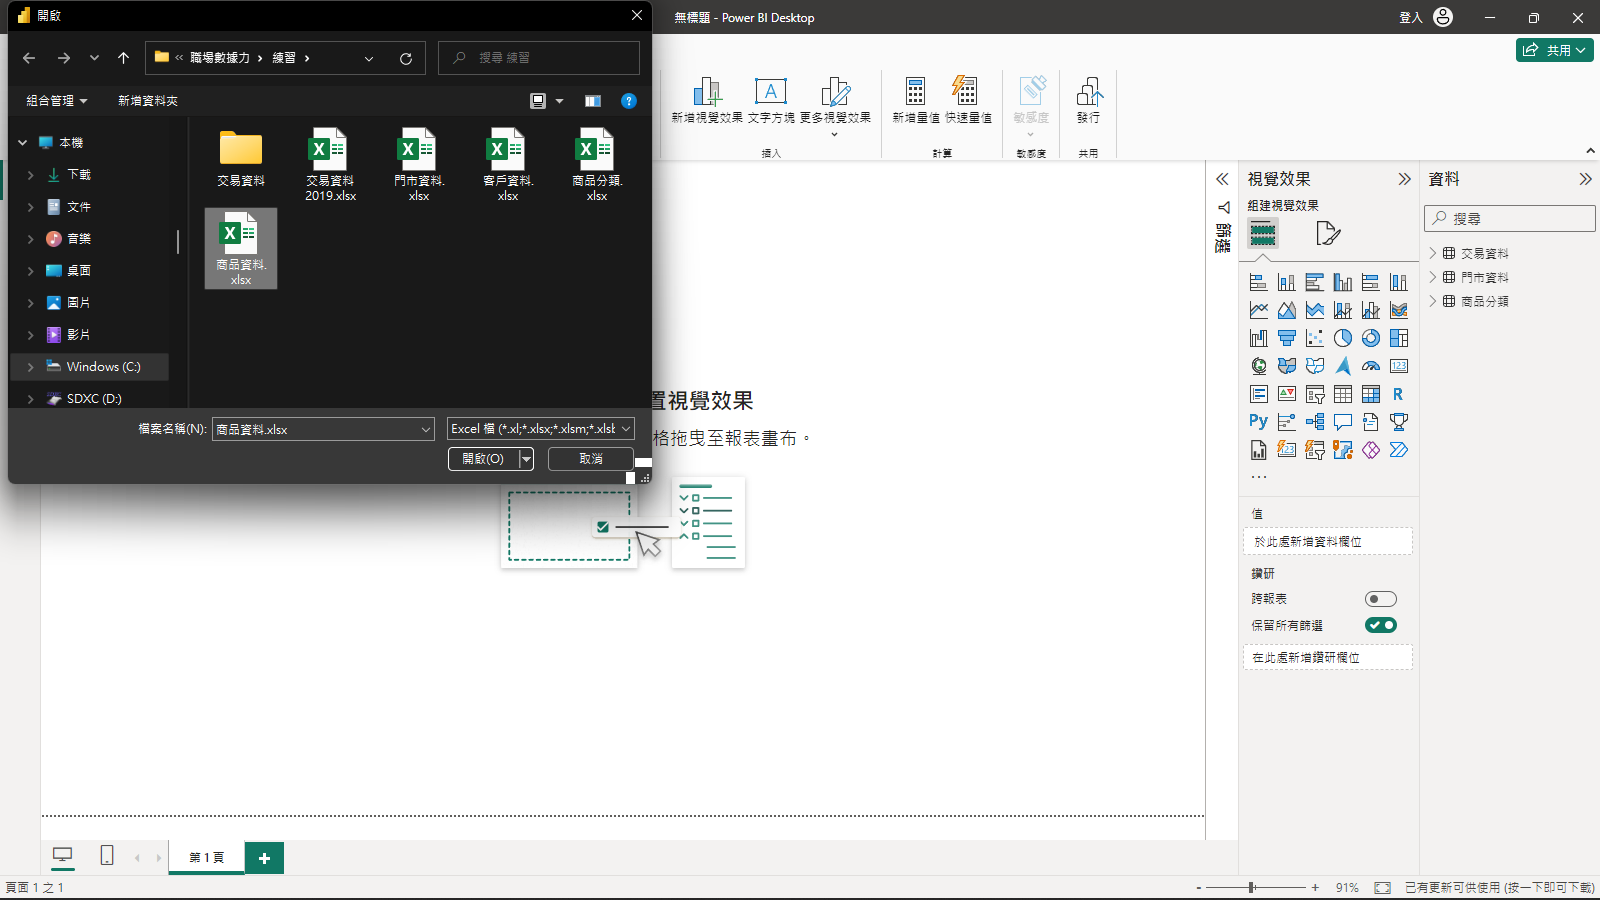 開啟
無標題 - Power BI Desktop
登入
職場數據力 › 練習 ›
搜尋 練習
共用
組合管理
新增資料夾
本機
下載
文件
音樂
桌面
圖片
影片
Windows (C:)
SDXC (D:)
交易資料
交易資料
2019.xlsx
門市資料.
xlsx
客戶資料.
xlsx
商品分類.
xlsx
商品資料.
xlsx
檔案名稱(N):
商品資料.xlsx
Excel 檔 (*.xl;*.xlsx;*.xlsm;*.xlsb
開啟(O)
取消
新增視覺效果
文字方塊
更多視覺效果
插入
新增量值
快速量值
計算
敏感度
敏感度
發行
共用
置視覺效果
格拖曳至報表畫布。
篩選
視覺效果
組建視覺效果
R
Py
123
值
於此處新增資料欄位
鑽研
跨報表
保留所有篩選
在此處新增鑽研欄位
資料
搜尋
交易資料
門市資料
商品分類
第 1 頁
頁面 1 之 1
- + 91%
已有更新可供使用 (按一下即可下載)